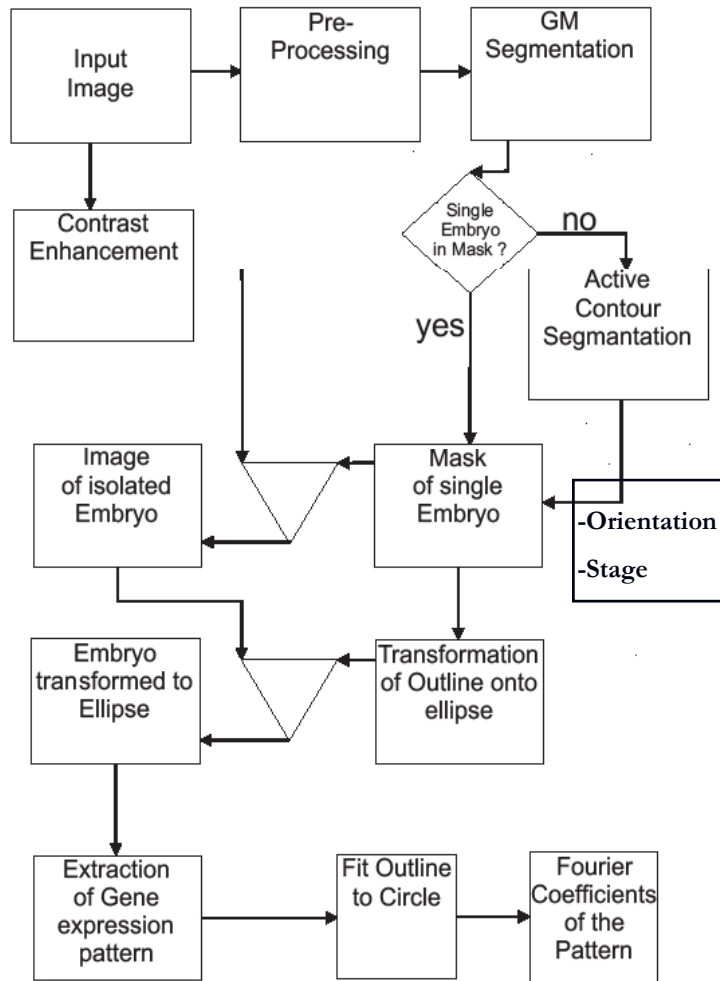 Input
Image
Pre-
Processing
GM
Segmentation
Contrast
Enhancement
Single
Embryo
in Mask ?
no
yes
Active
Contour
Segmantation
Image
of isolated
Embryo
Mask
of single
Embryo
-Orientation
-Stage
Embryo
transformed to
Ellipse
Transformation
of Outline onto
ellipse
Extraction
of Gene
expression
pattern
Fit Outline
to Circle
Fourier
Coefficients
of the
Pattern